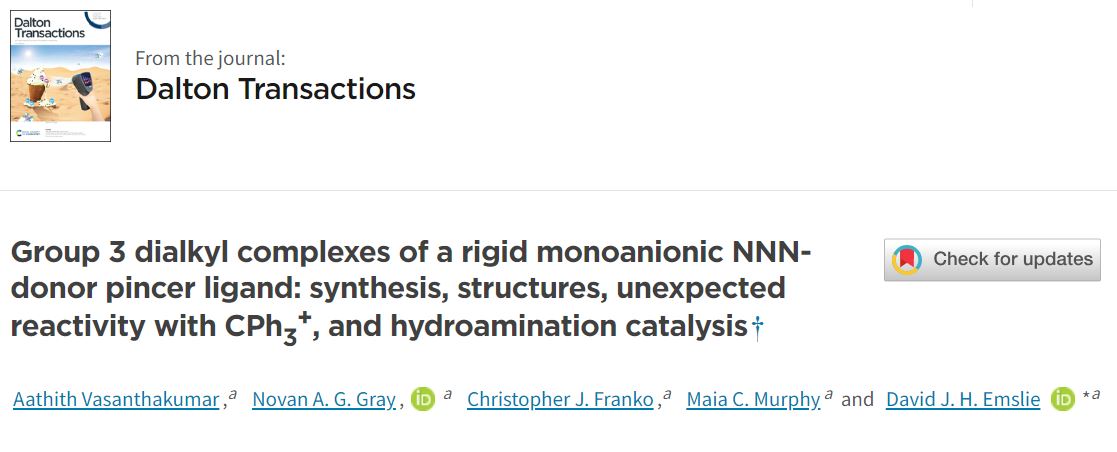 Dalton
Transactions
From the journal:
Dalton Transactions
Group 3 dialkyl complexes of a rigid monoanionic NNN-
donor pincer ligand: synthesis, structures, unexpected
reactivity with CPh₃⁺, and hydroamination catalysis†
Check for updates
Aathith Vasanthakumar,ᵃ Novan A. G. Gray, iD ᵃ Christopher J. Franko,ᵃ Maia C. Murphyᵃ and David J. H. Emslie iD *ᵃ